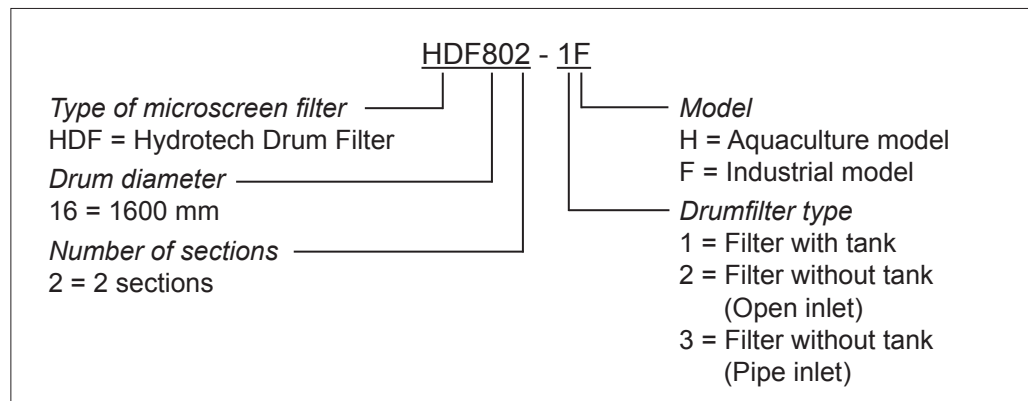 HDF802 - 1F
Type of microscreen filter
HDF = Hydrotech Drum Filter
Drum diameter
16 = 1600 mm
Number of sections
2 = 2 sections
Model
H = Aquaculture model
F = Industrial model
Drumfilter type
1 = Filter with tank
2 = Filter without tank
(Open inlet)
3 = Filter without tank
(Pipe inlet)